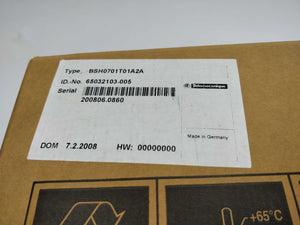 Type BSH0701T01A2A
ID.-No. 65032103-005
Serial
200806.0860
Telemecanique
Made in Germany
DOM 7.2.2008 HW: 00000000
+65°C